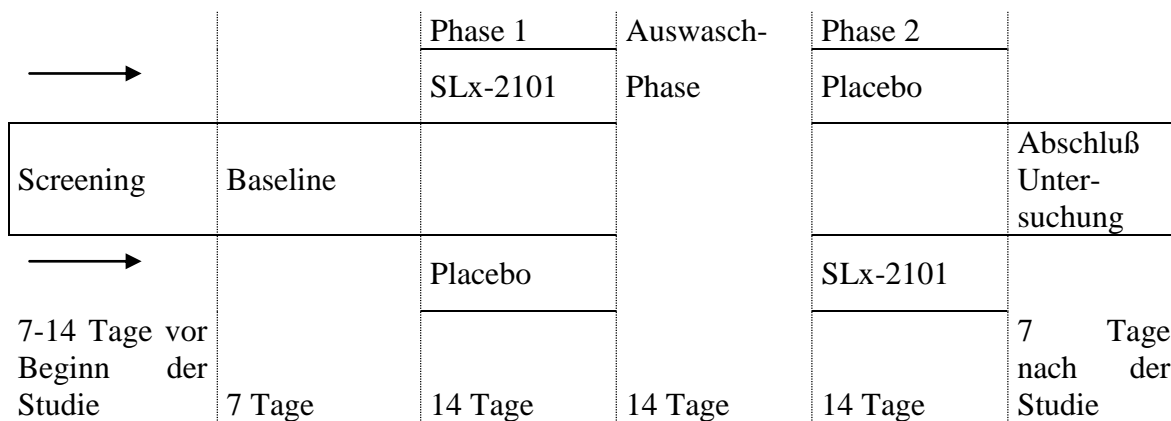 Phase 1 Auswasch- Phase 2
SLx-2101 Phase Placebo
Screening Baseline Abschluß
Unter-
suchung
Placebo SLx-2101
7-14 Tage vor
Beginn der
Studie
7 Tage
14 Tage
14 Tage
14 Tage
7 Tage
nach der
Studie